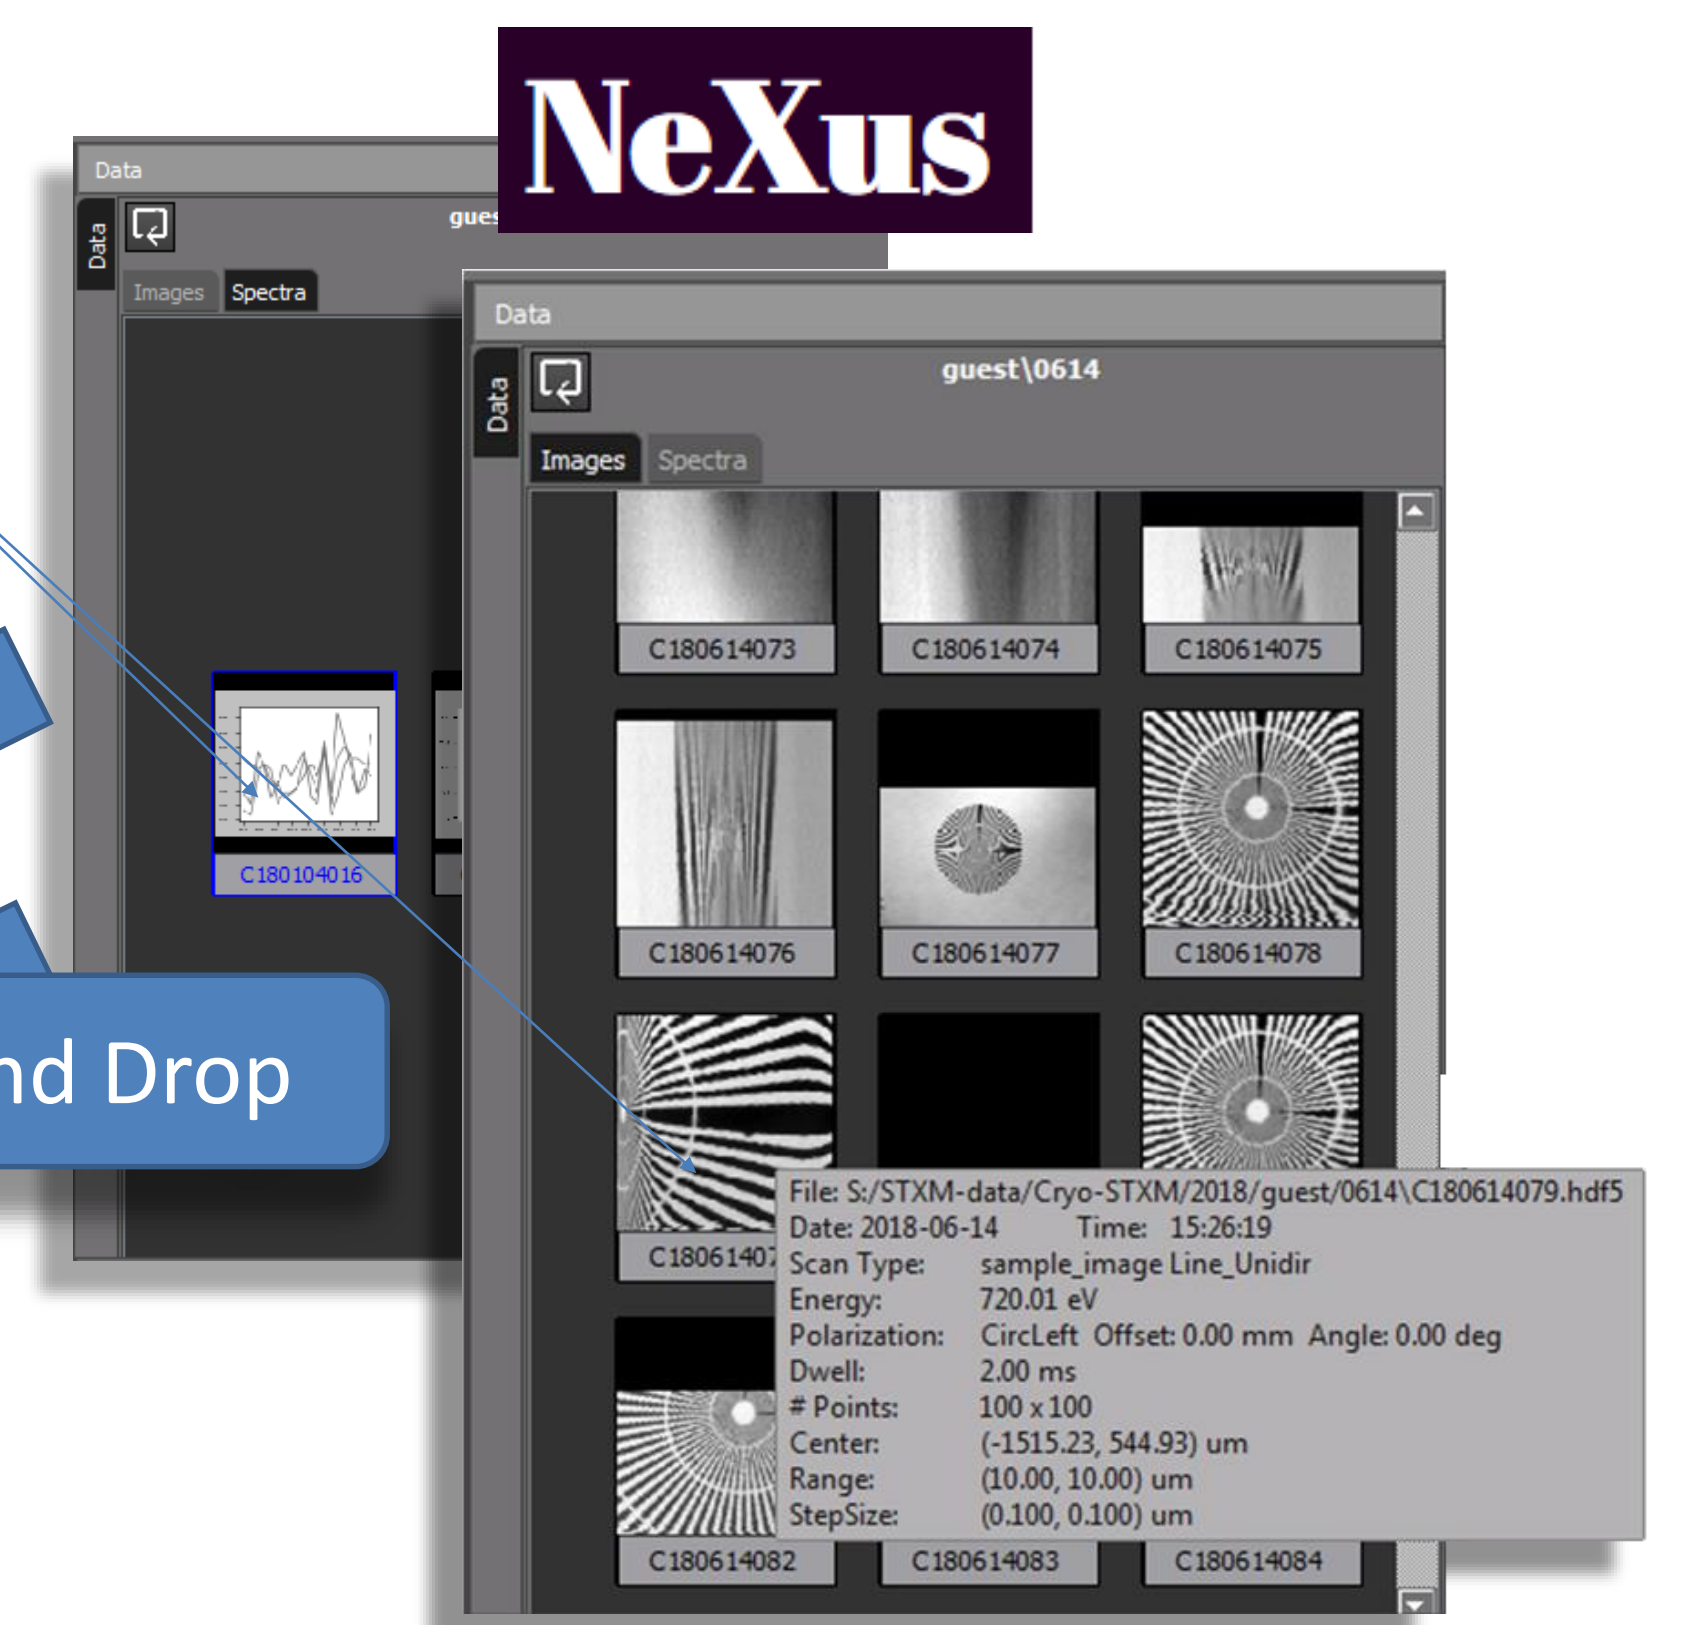 NeXus
Data
Data
Images Spectra
C180104016
nd Drop
Data
Data
guest\0614
Images Spectra
C180614073 C180614074 C180614075
C180614076 C180614077 C180614078
File: S:/STXM-data/Cryo-STXM/2018/guest/0614\C180614079.hdf5
Date: 2018-06-14 Time: 15:26:19
Scan Type: sample_image Line_Unidir
Energy: 720.01 eV
Polarization: CircLeft Offset: 0.00 mm Angle: 0.00 deg
Dwell: 2.00 ms
# Points: 100 x 100
Center: (-1515.23, 544.93) um
Range: (10.00, 10.00) um
StepSize: (0.100, 0.100) um
C180614082 C180614083 C180614084